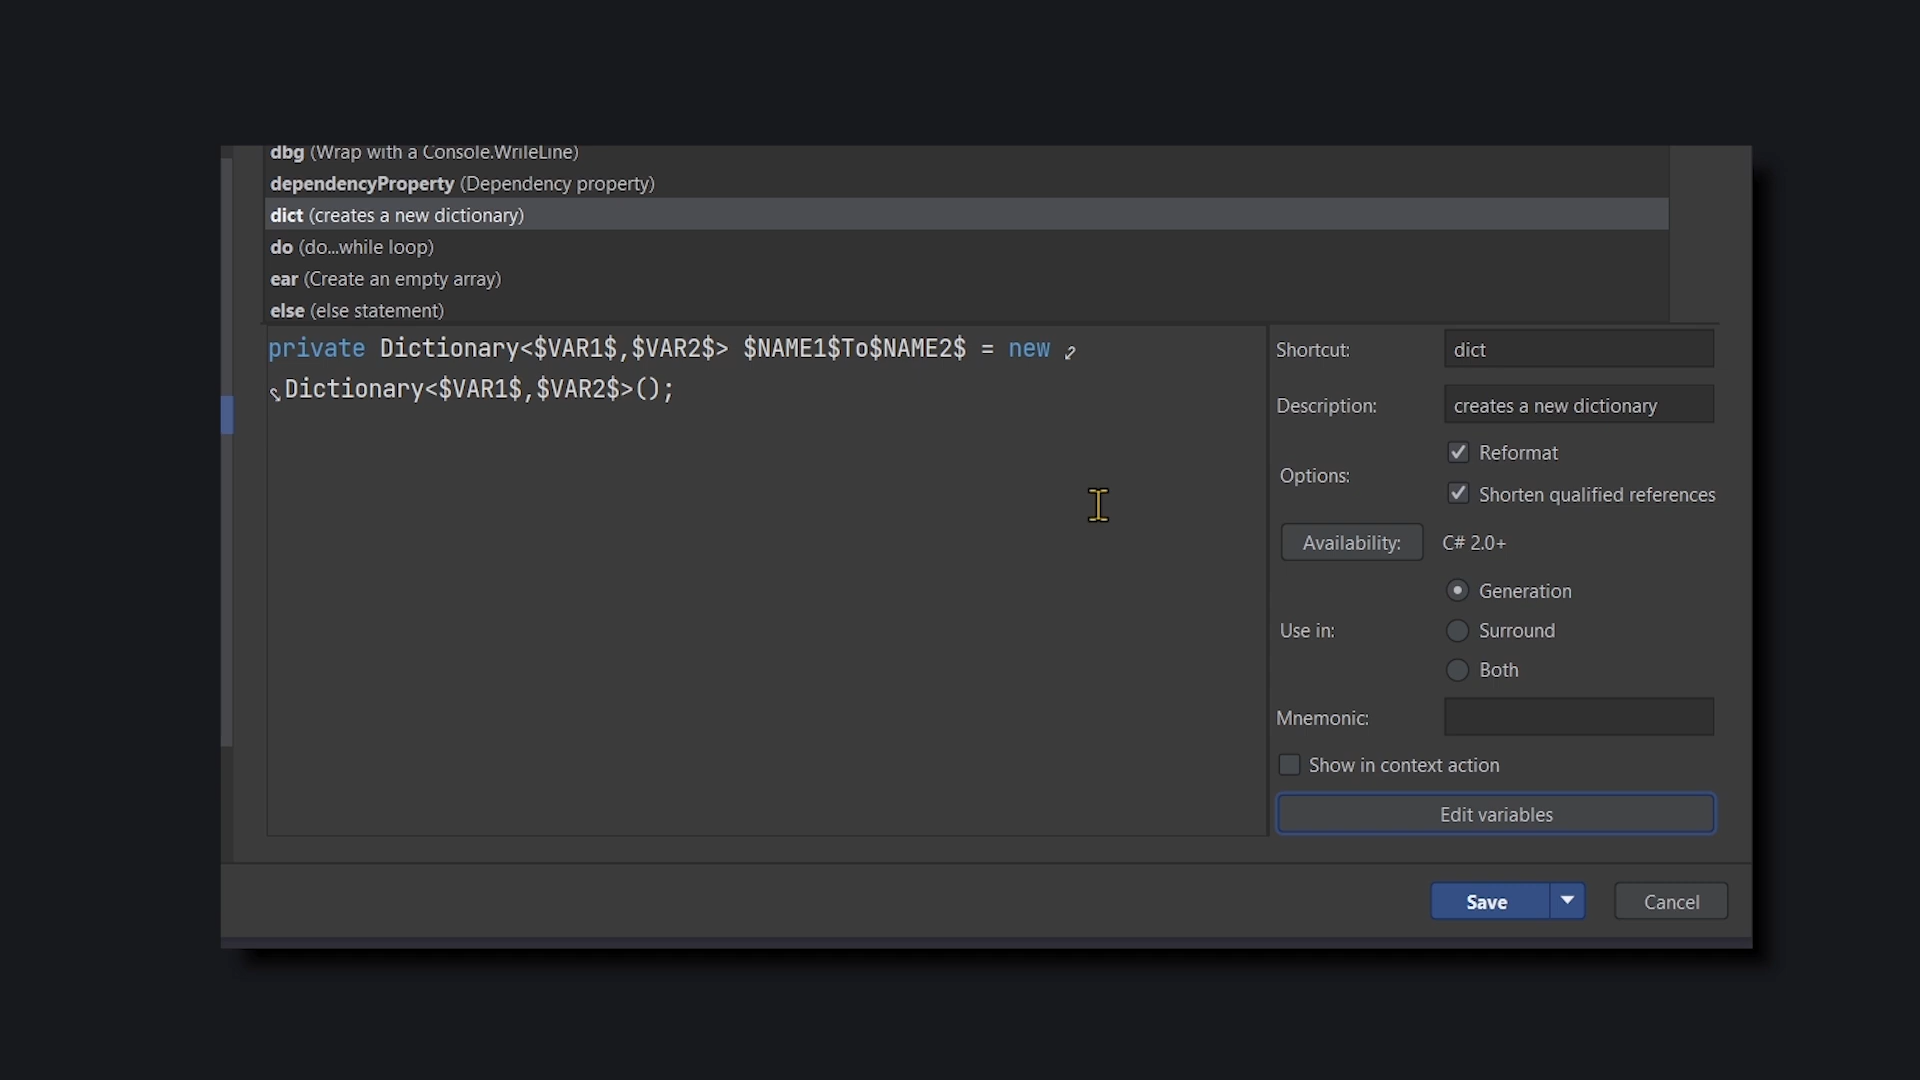 dbg (Wrap with a Console.WrileLine)
dependencyProperty (Dependency property)
dict (creates a new dictionary)
do (do...while loop)
ear (Create an empty array)
else (else statement)
private Dictionary<$VAR1$,$VAR2$> $NAME1$To$NAME2$ = new
Dictionary<$VAR1$,$VAR2$>();
Shortcut: dict
Description: creates a new dictionary
Options:
Reformat
Shorten qualified references
Availability: C# 2.0+
Use in:
Generation
Surround
Both
Mnemonic:
Show in context action
Edit variables
Save
Cancel